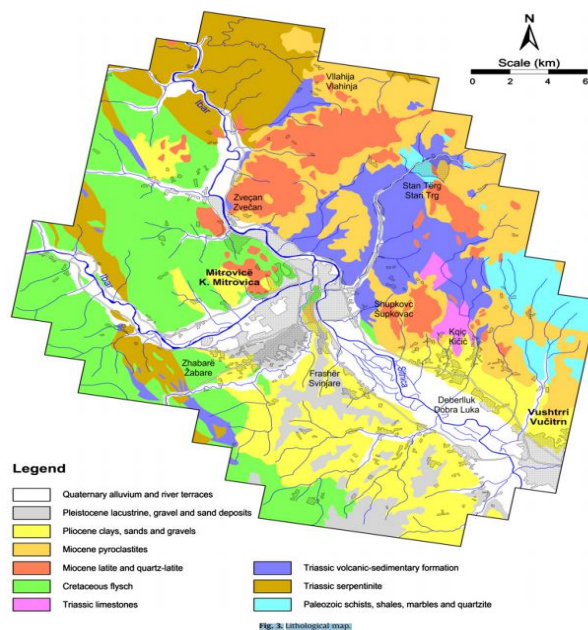 N
Scale (km)
0 2 4 6
Vllahija
Vlahinja
Ibar
Stan Terg
Stari Trg
Zveçan
Zvečan
Mitrovicë
K. Mitrovica
Ibar
Shupkovc
Šupkovac
Kqiç
Kičić
Zhabarë
Žabare
Frashër
Svinjare
Sitnica
Deberlluk
Dobra Luka
Vushtrri
Vučitrn
Legend
Quaternary alluvium and river terraces
Pleistocene lacustrine, gravel and sand deposits
Pliocene clays, sands and gravels
Miocene pyroclastites
Miocene latite and quartz-latite
Cretaceous flysch
Triassic limestones
Triassic volcanic-sedimentary formation
Triassic serpentinite
Paleozoic schists, shales, marbles and quartzite
Fig. 3. Lithological map.